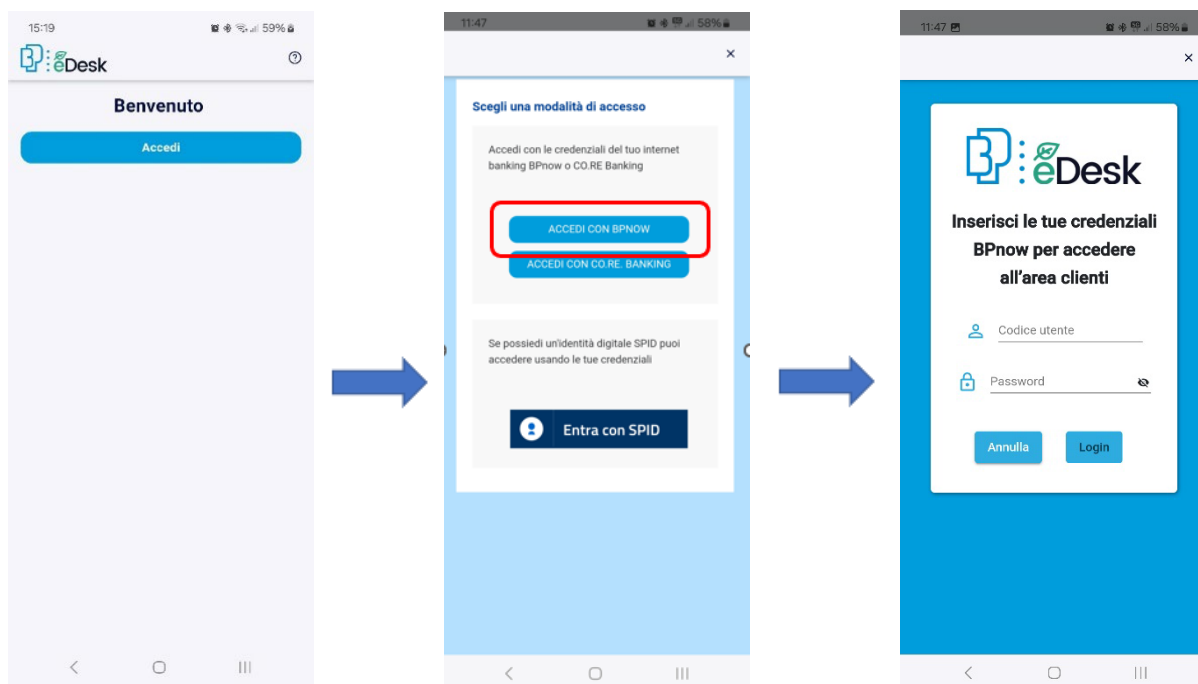 15:19
59%
BP: eDesk
Benvenuto
Accedi
11:47
58%
×
Scegli una modalità di accesso
Accedi con le credenziali del tuo internet
banking BPnow o CO.RE Banking
ACCEDI CON BPNOW
ACCEDI CON CO.RE. BANKING
Se possiedi un'identità digitale SPID puoi
accedere usando le tue credenziali
Entra con SPID
11:47
58%
×
BP: eDesk
Inserisci le tue credenziali
BPnow per accedere
all'area clienti
Codice utente
Password
Annulla
Login